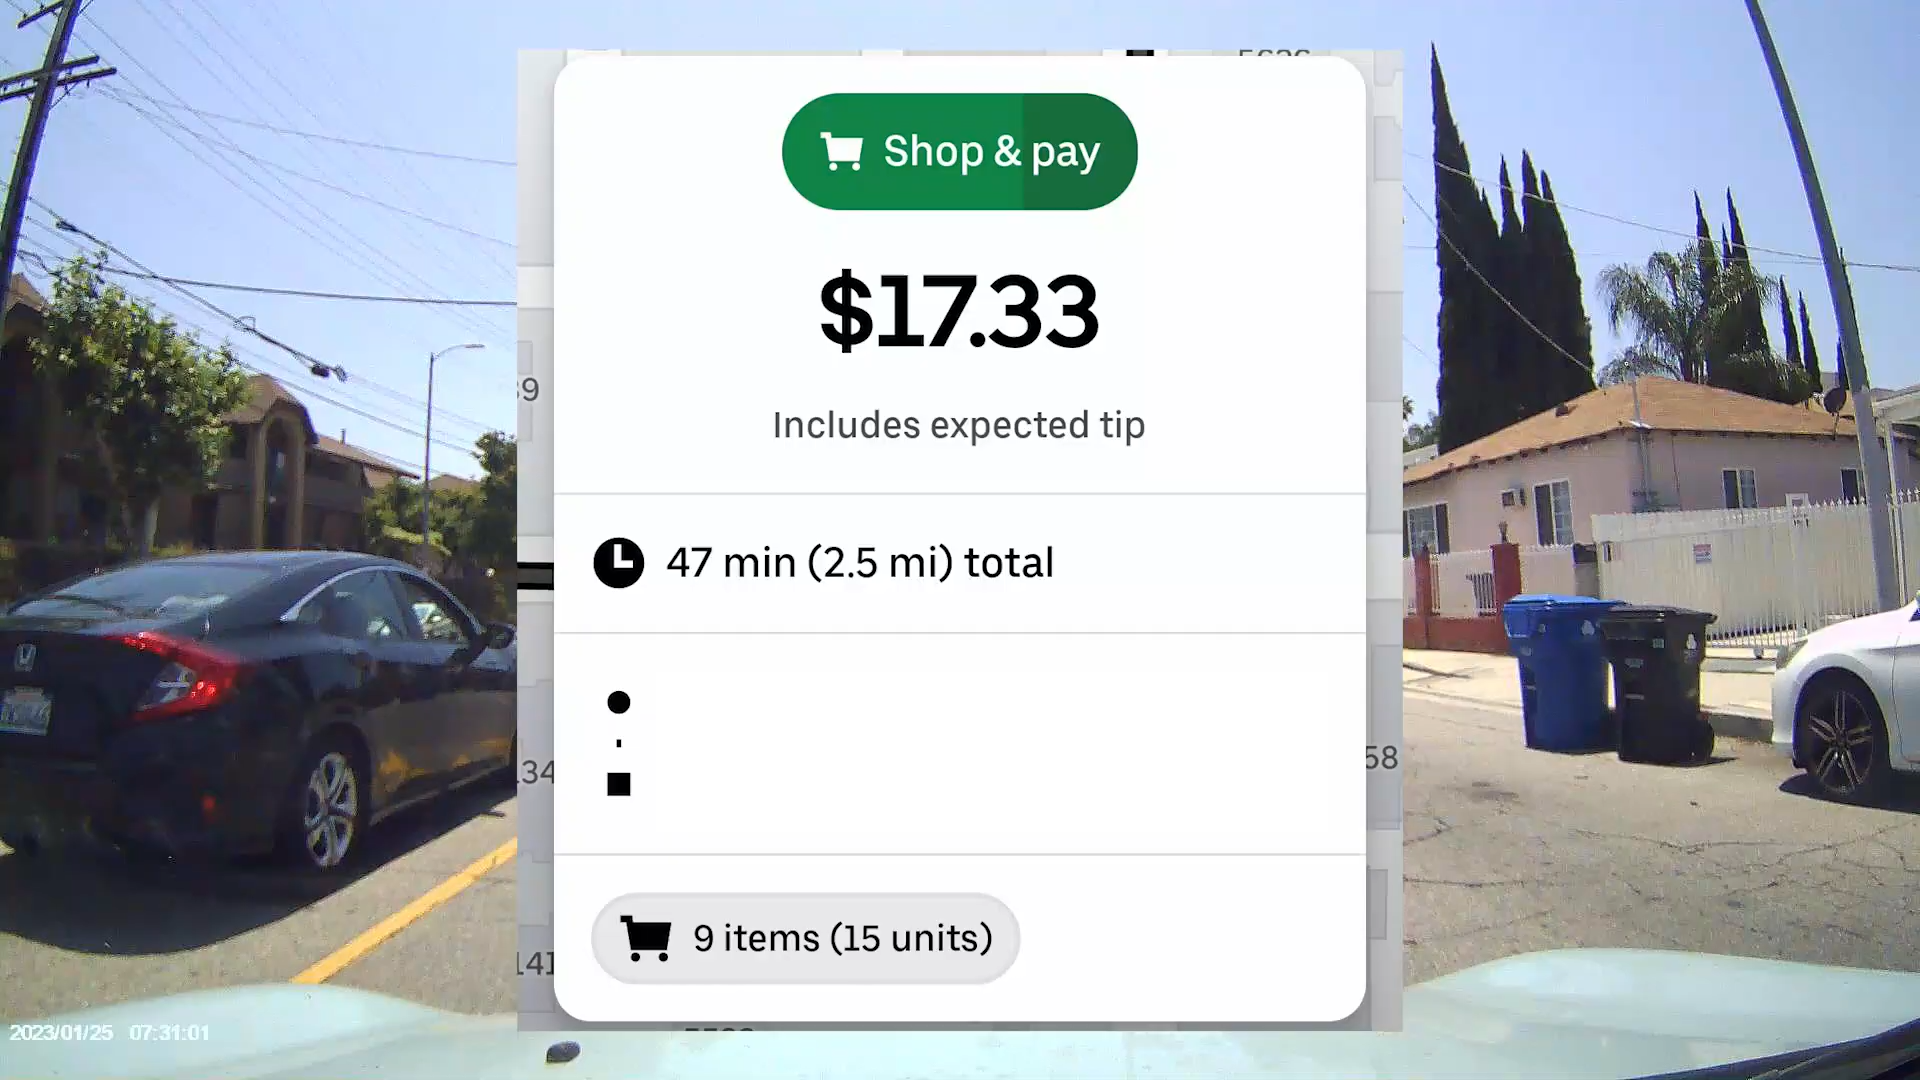 Shop & pay
$17.33
Includes expected tip
47 min (2.5 mi) total
9 items (15 units)
58
2023/01/25 07:31:01